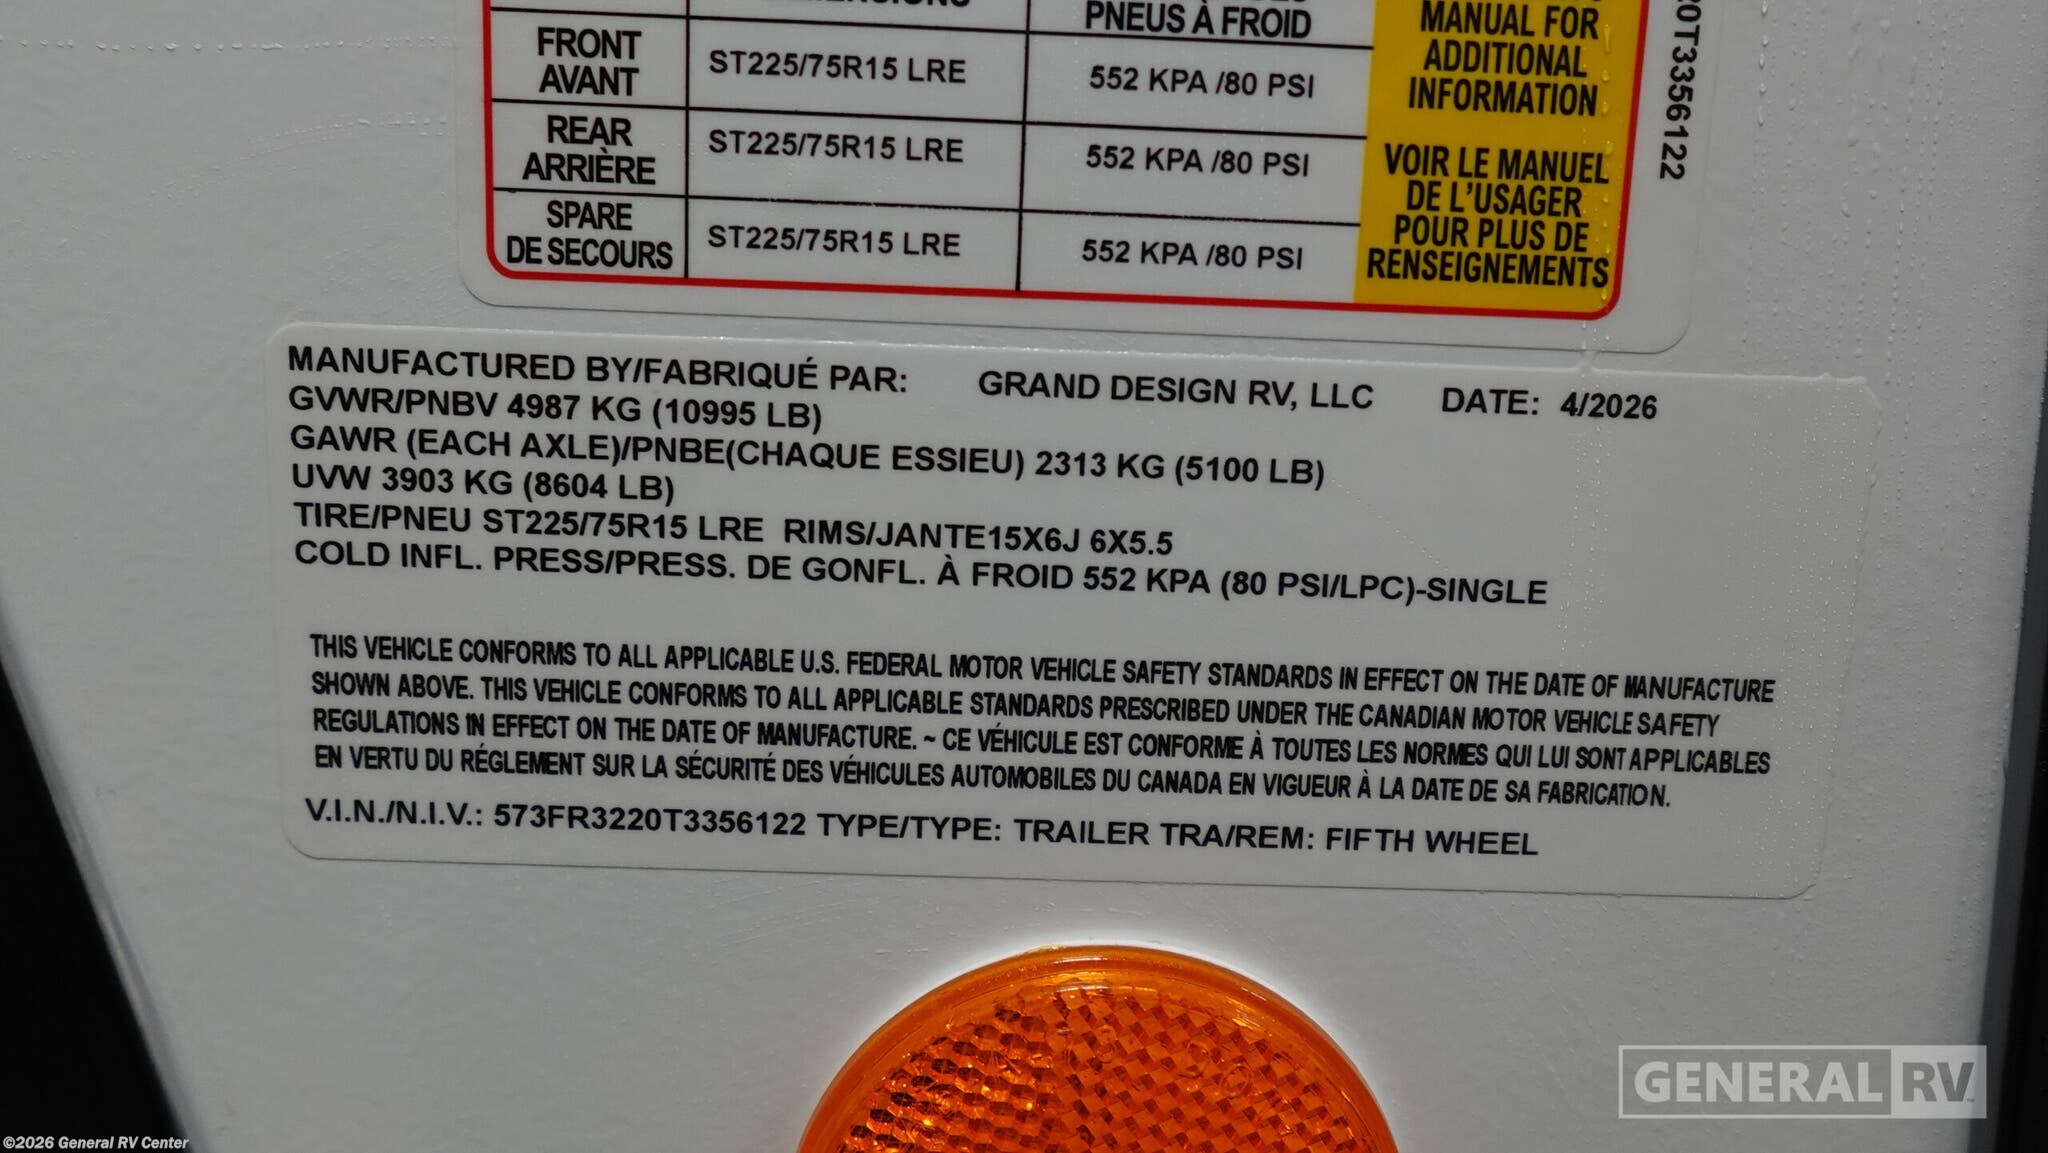 PNEUS À FROID
FRONT
AVANT
ST225/75R15 LRE
552 KPA /80 PSI
REAR
ARRIÈRE
ST225/75R15 LRE
552 KPA /80 PSI
SPARE
DE SECOURS
ST225/75R15 LRE
552 KPA /80 PSI
MANUAL FOR
ADDITIONAL
INFORMATION
VOIR LE MANUEL
DE L'USAGER
POUR PLUS DE
RENSEIGNEMENTS
20T3356122
MANUFACTURED BY/FABRIQUÉ PAR: GRAND DESIGN RV, LLC DATE: 4/2026
GVWR/PNBV 4987 KG (10995 LB)
GAWR (EACH AXLE)/PNBE(CHAQUE ESSIEU) 2313 KG (5100 LB)
UVW 3903 KG (8604 LB)
TIRE/PNEU ST225/75R15 LRE RIMS/JANTE15X6J 6X5.5
COLD INFL. PRESS/PRESS. DE GONFL. À FROID 552 KPA (80 PSI/LPC)-SINGLE
THIS VEHICLE CONFORMS TO ALL APPLICABLE U.S. FEDERAL MOTOR VEHICLE SAFETY STANDARDS IN EFFECT ON THE DATE OF MANUFACTURE
SHOWN ABOVE. THIS VEHICLE CONFORMS TO ALL APPLICABLE STANDARDS PRESCRIBED UNDER THE CANADIAN MOTOR VEHICLE SAFETY
REGULATIONS IN EFFECT ON THE DATE OF MANUFACTURE. ~ CE VÉHICULE EST CONFORME À TOUTES LES NORMES QUI LUI SONT APPLICABLES
EN VERTU DU RÉGLEMENT SUR LA SÉCURITÉ DES VÉHICULES AUTOMOBILES DU CANADA EN VIGUEUR À LA DATE DE SA FABRICATION.
V.I.N./N.I.V.: 573FR3220T3356122 TYPE/TYPE: TRAILER TRA/REM: FIFTH WHEEL
GENERAL RV
©2026 General RV Center